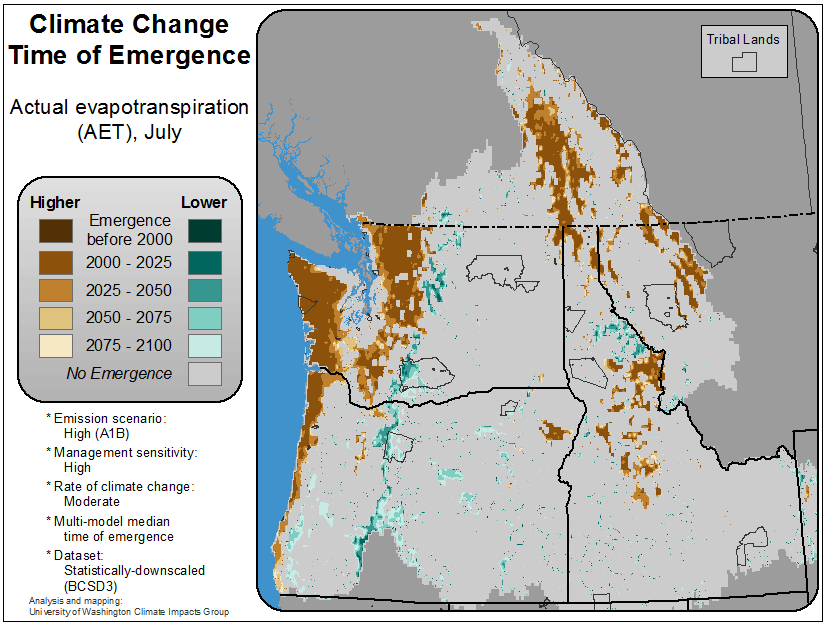 Climate Change
Time of Emergence
Actual evapotranspiration
(AET), July
Higher
Lower
Emergence
before 2000
2000 - 2025
2025 - 2050
2050 - 2075
2075 - 2100
No Emergence
* Emission scenario:
High (A1B)
* Management sensitivity:
High
* Rate of climate change:
Moderate
* Multi-model median
time of emergence
* Dataset:
Statistically-downscaled
(BCSD3)
Analysis and mapping:
University of Washington Climate Impacts Group
Tribal Lands